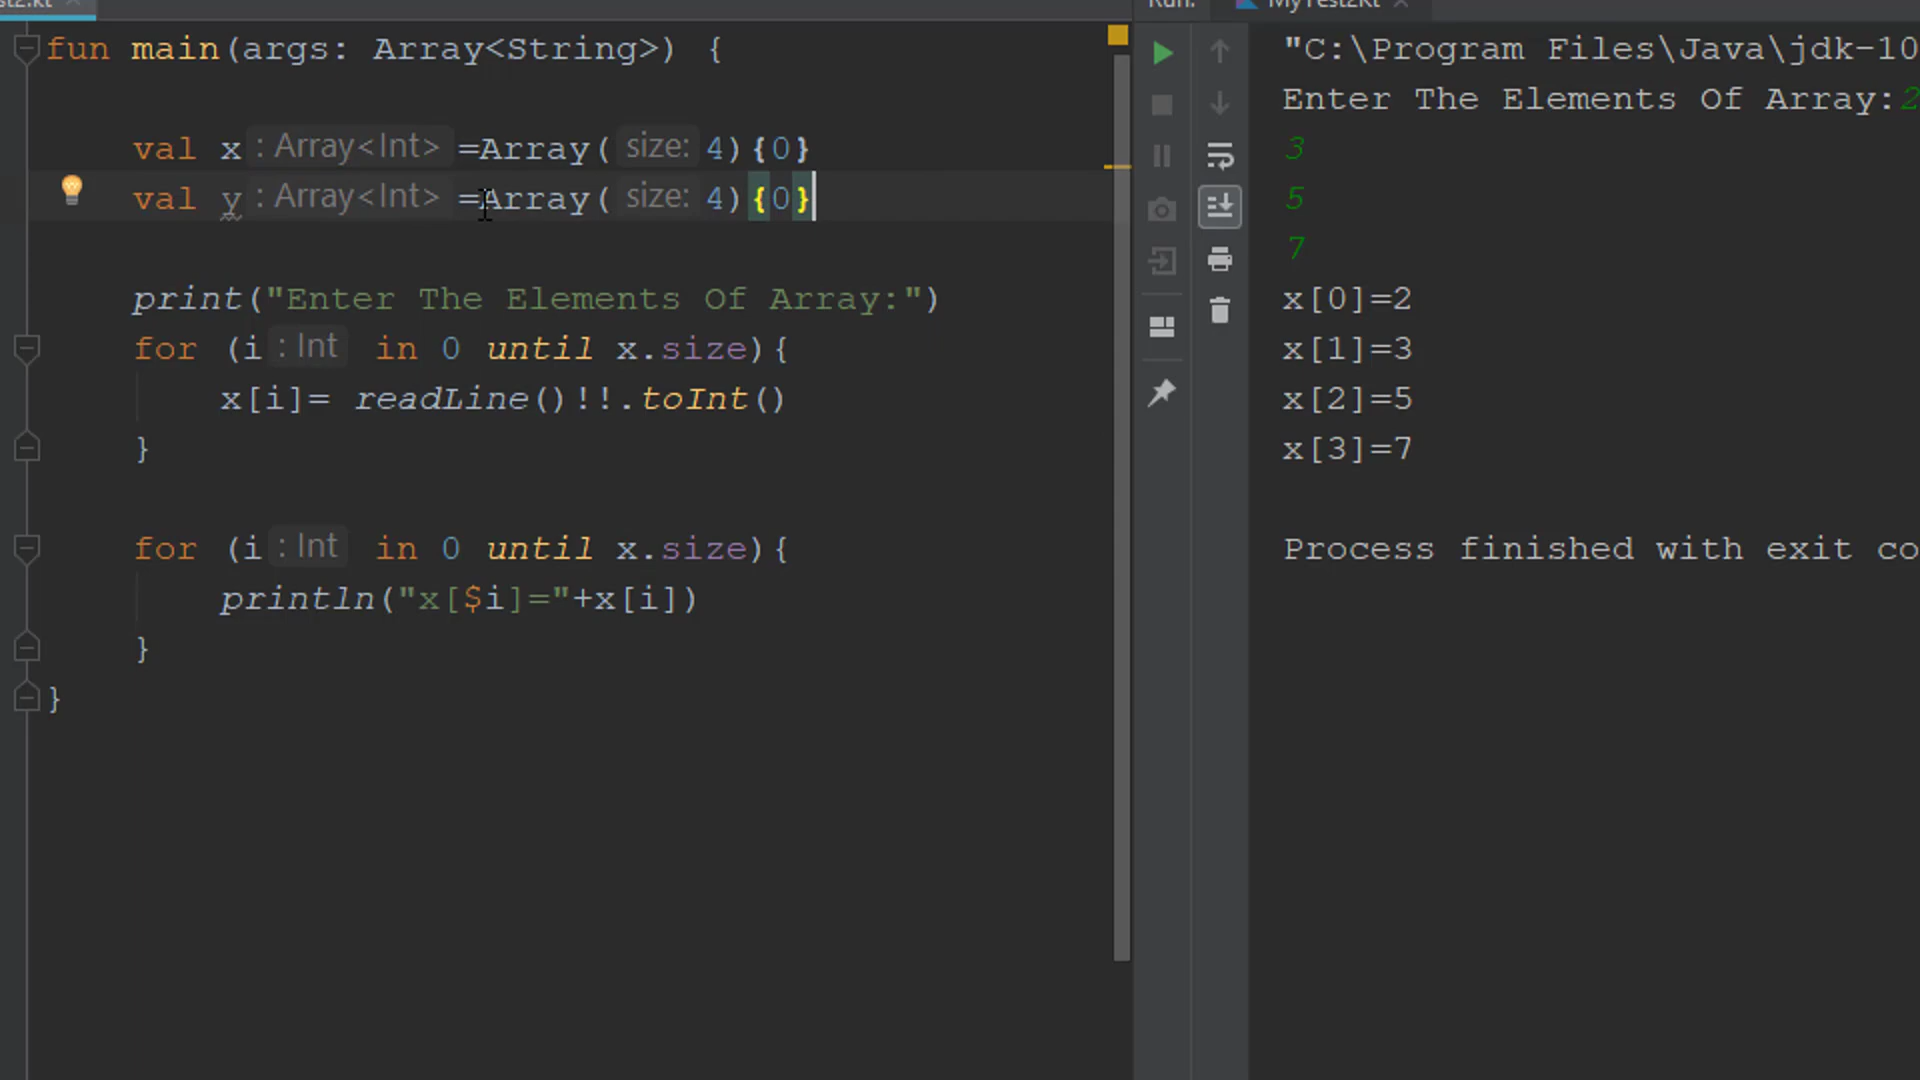 fun main(args: Array<String>) {
val x : Array<Int> =Array( size: 4){0}
val y : Array<Int> =Array( size: 4){0}
print("Enter The Elements Of Array:")
for (i : Int in 0 until x.size){
x[i]= readLine()!!.toInt()
}
for (i : Int in 0 until x.size){
println("x[$i]="+x[i])
}
}
Run:
MyTest2Kt
"C:\Program Files\Java\jdk-10
Enter The Elements Of Array:2
3
5
7
x[0]=2
x[1]=3
x[2]=5
x[3]=7
Process finished with exit co